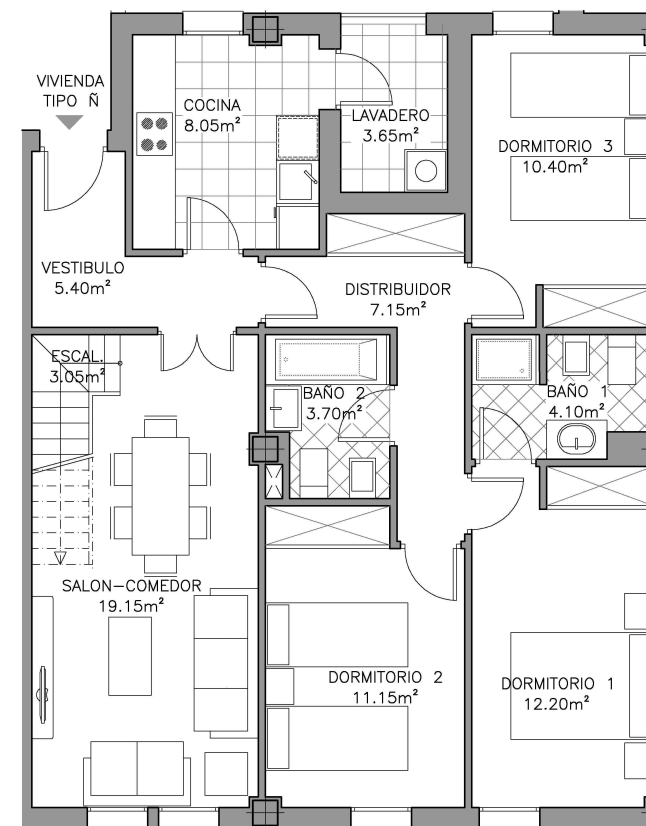 VIVIENDA
TIPO Ñ
COCINA
8.05m²
LAVADERO
3.65m²
DORMITORIO 3
10.40m²
VESTIBULO
5.40m²
DISTRIBUIDOR
7.15m²
ESCAL.
3.05m²
BAÑO 2
3.70m²
BAÑO 1
4.10m²
SALON-COMEDOR
19.15m²
DORMITORIO 2
11.15m²
DORMITORIO 1
12.20m²